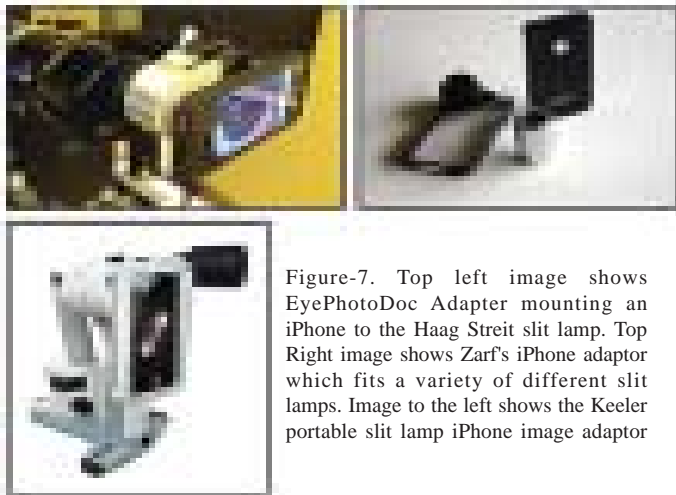 Figure-7. Top left image shows
EyePhotoDoc Adapter mounting an
iPhone to the Haag Streit slit lamp. Top
Right image shows Zarf's iPhone adaptor
which fits a variety of different slit
lamps. Image to the left shows the Keeler
portable slit lamp iPhone image adaptor